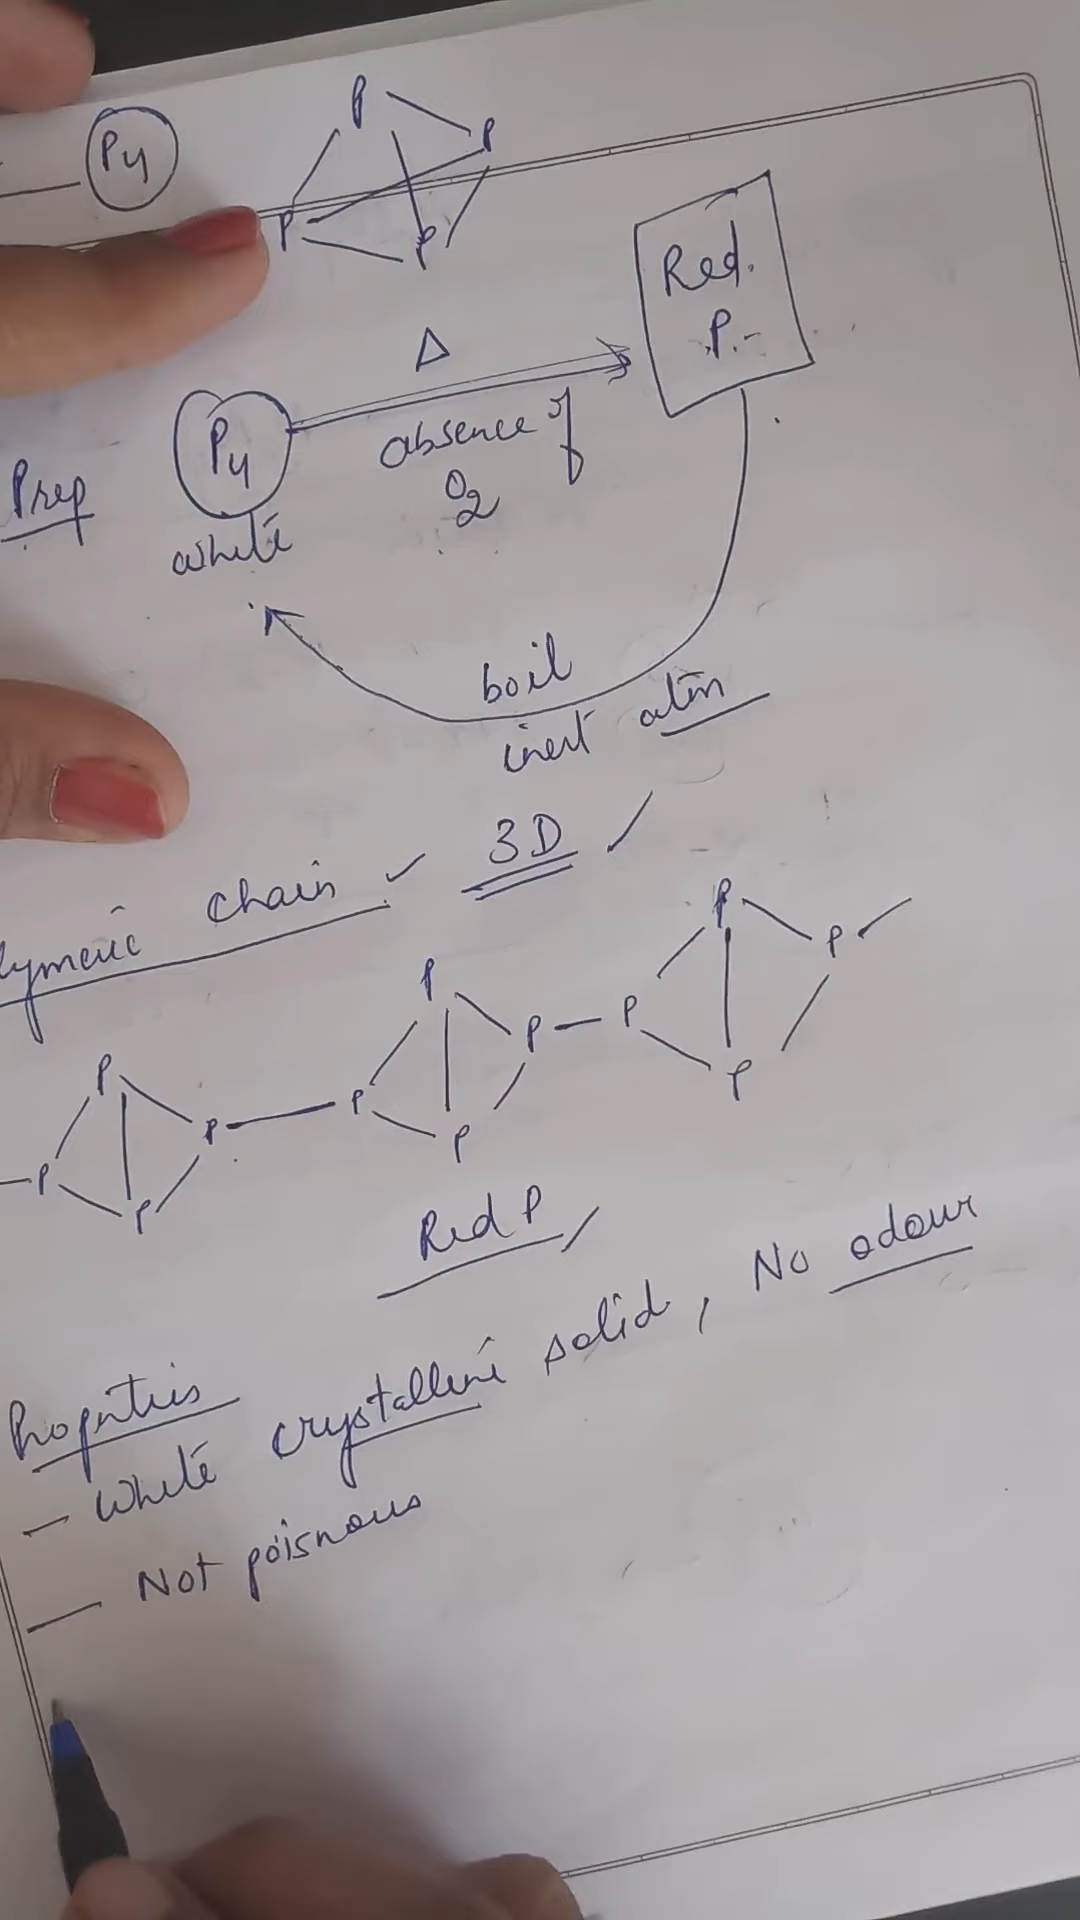 P4
P
P
P
P
Red.
P.
Δ
Prep
P4
absence of
O2
white
boil
inert atm
lymeric chain ✓ 3D ✓
P
P
P
P
P
P
P
P
P
P
P
P
Red P
Properties
- White crystalline solid, No odour
- Not poisnous